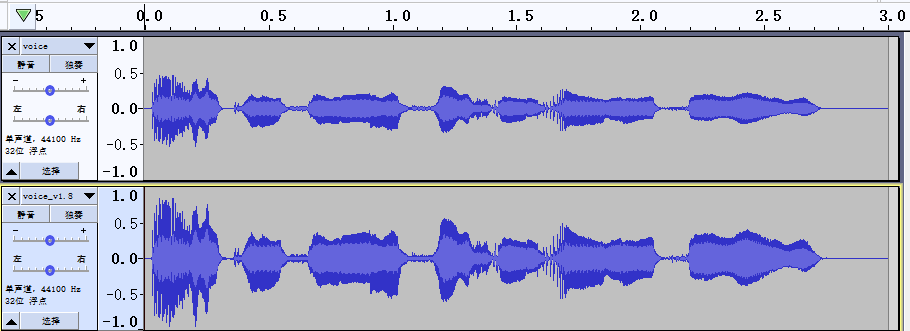 5 0.0 0.5 1.0 1.5 2.0 2.5 3.0
× voice ▼
静音 独奏
- +
左 右
单声道, 44100 Hz
32位 浮点
选择
1.0
0.5
0.0
-0.5
-1.0
× voice_v1.8 ▼
静音 独奏
- +
左 右
单声道, 44100 Hz
32位 浮点
选择
1.0
0.5
0.0
-0.5
-1.0